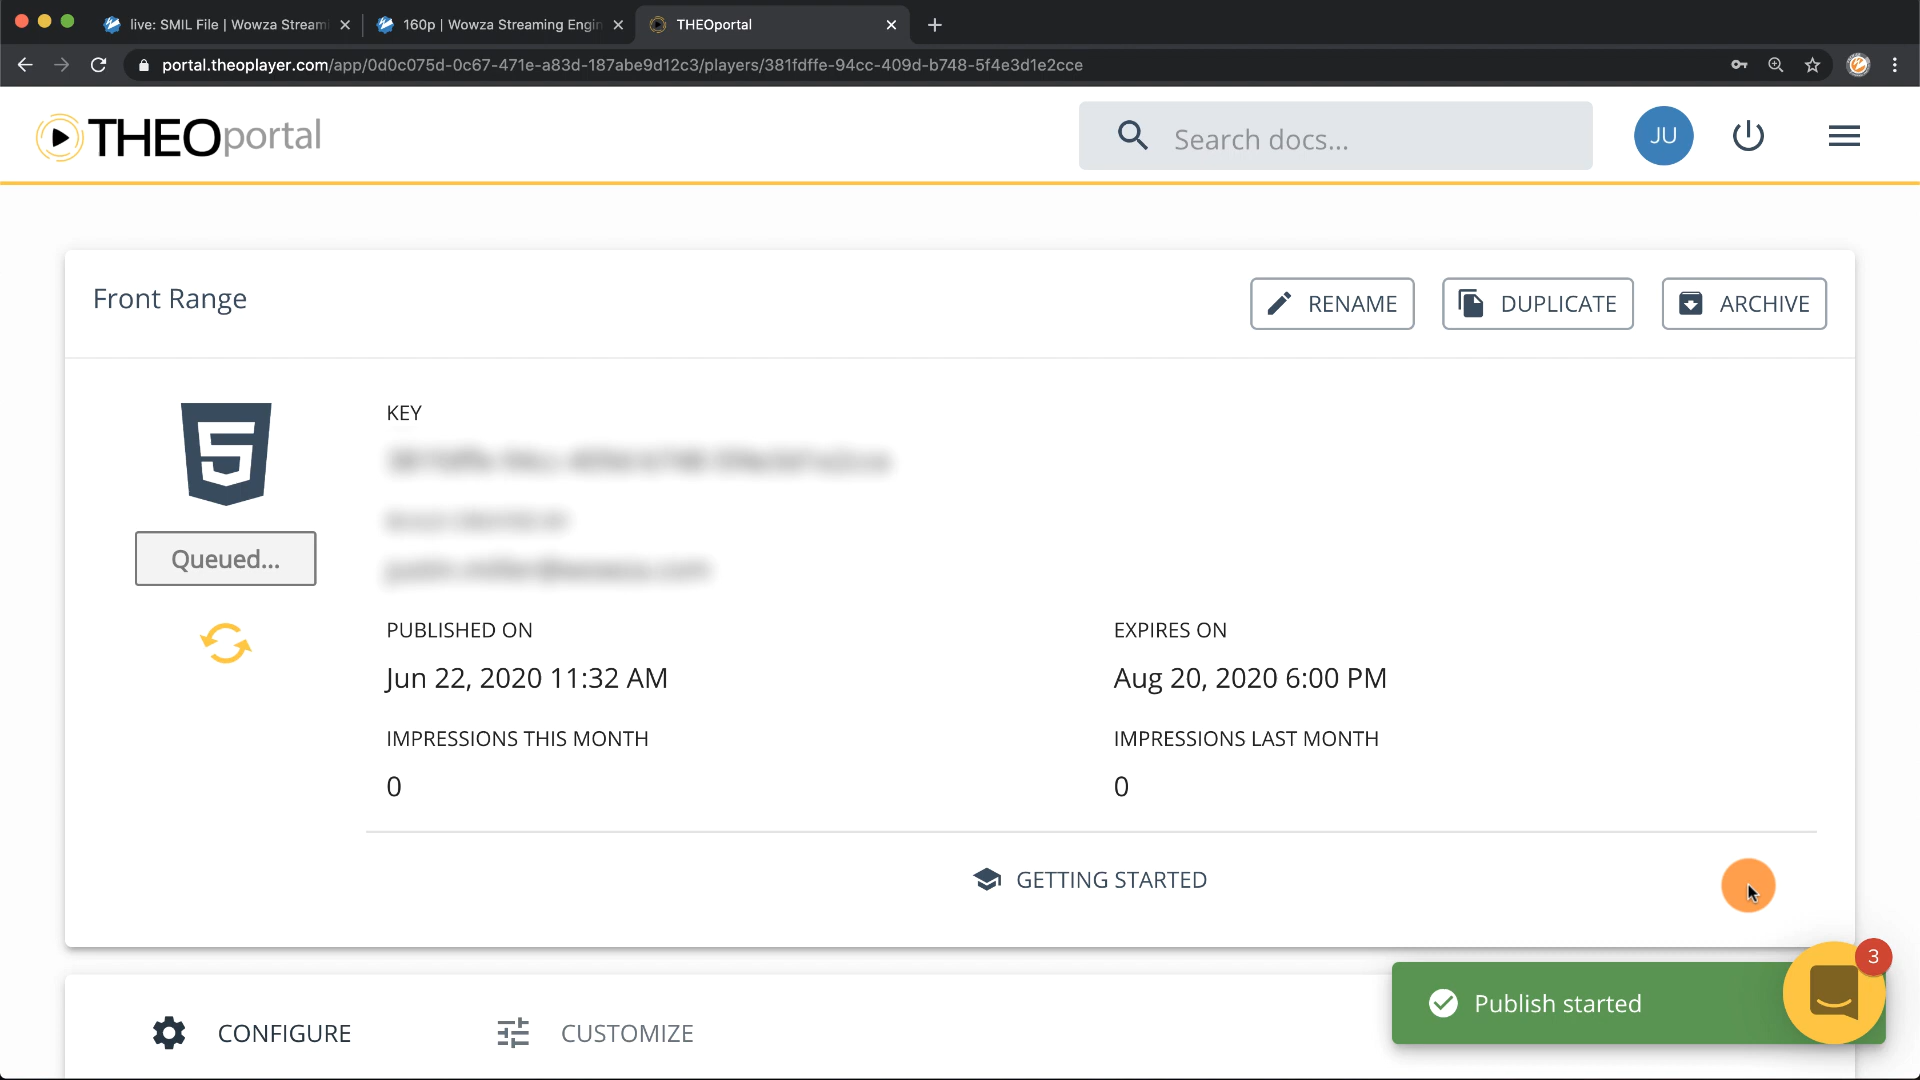 live: SMIL File | Wowza Stream
160p | Wowza Streaming Engin
THEOportal
portal.theoplayer.com/app/0d0c075d-0c67-471e-a83d-187abe9d12c3/players/381fdffe-94cc-409d-b748-5f4e3d1e2cce
THEOportal
Search docs...
JU
Front Range
RENAME
DUPLICATE
ARCHIVE
KEY
Queued...
PUBLISHED ON
Jun 22, 2020 11:32 AM
EXPIRES ON
Aug 20, 2020 6:00 PM
IMPRESSIONS THIS MONTH
0
IMPRESSIONS LAST MONTH
0
GETTING STARTED
3
Publish started
CONFIGURE
CUSTOMIZE